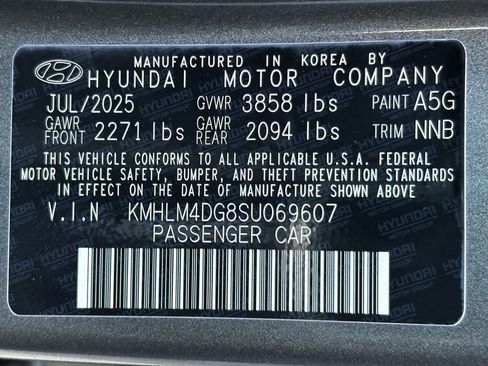 MANUFACTURED IN KOREA BY
HYUNDAI MOTOR COMPANY
JUL/2025 GVWR 3858 lbs PAINT A5G
GAWR FRONT 2271 lbs GAWR REAR 2094 lbs TRIM NNB
THIS VEHICLE CONFORMS TO ALL APPLICABLE U.S.A. FEDERAL
MOTOR VEHICLE SAFETY, BUMPER, AND THEFT PREVENTION STANDARDS
IN EFFECT ON THE DATE OF MANUFACTURE SHOWN ABOVE.
V.I.N KMHLM4DG8SU069607
PASSENGER CAR